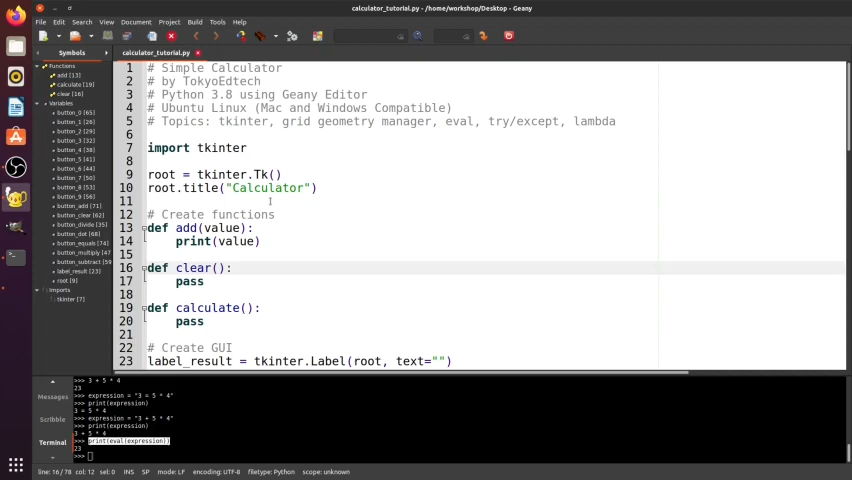 calculator_tutorial.py - /home/workshop/Desktop - Geany
File Edit Search View Document Project Build Tools Help
Symbols
calculator_tutorial.py
Functions
add [13]
calculate [19]
clear [16]
Variables
button_0 [65]
button_1 [26]
button_2 [29]
button_3 [32]
button_4 [38]
button_5 [41]
button_6 [44]
button_7 [50]
button_8 [53]
button_9 [56]
button_add [71]
button_clear [62]
button_divide [35]
button_dot [68]
button_equals [74]
button_multiply [47
button_subtract [59
label_result [23]
root [9]
Imports
tkinter [7]
1 # Simple Calculator
2 # by TokyoEdtech
3 # Python 3.8 using Geany Editor
4 # Ubuntu Linux (Mac and Windows Compatible)
5 # Topics: tkinter, grid geometry manager, eval, try/except, lambda
6
7 import tkinter
8
9 root = tkinter.Tk()
10 root.title("Calculator")
11
12 # Create functions
13 def add(value):
14 print(value)
15
16 def clear():
17 pass
18
19 def calculate():
20 pass
21
22 # Create GUI
23 label_result = tkinter.Label(root, text="")
Messages
Scribble
Terminal
>>> 3 + 5 * 4
23
>>> expression = "3 = 5 * 4"
>>> print(expression)
3 = 5 * 4
>>> expression = "3 + 5 * 4"
>>> print(expression)
3 + 5 * 4
>>> print(eval(expression))
23
>>>
line: 16 / 78 col: 12 sel: 0 INS SP mode: LF encoding: UTF-8 filetype: Python scope: unknown